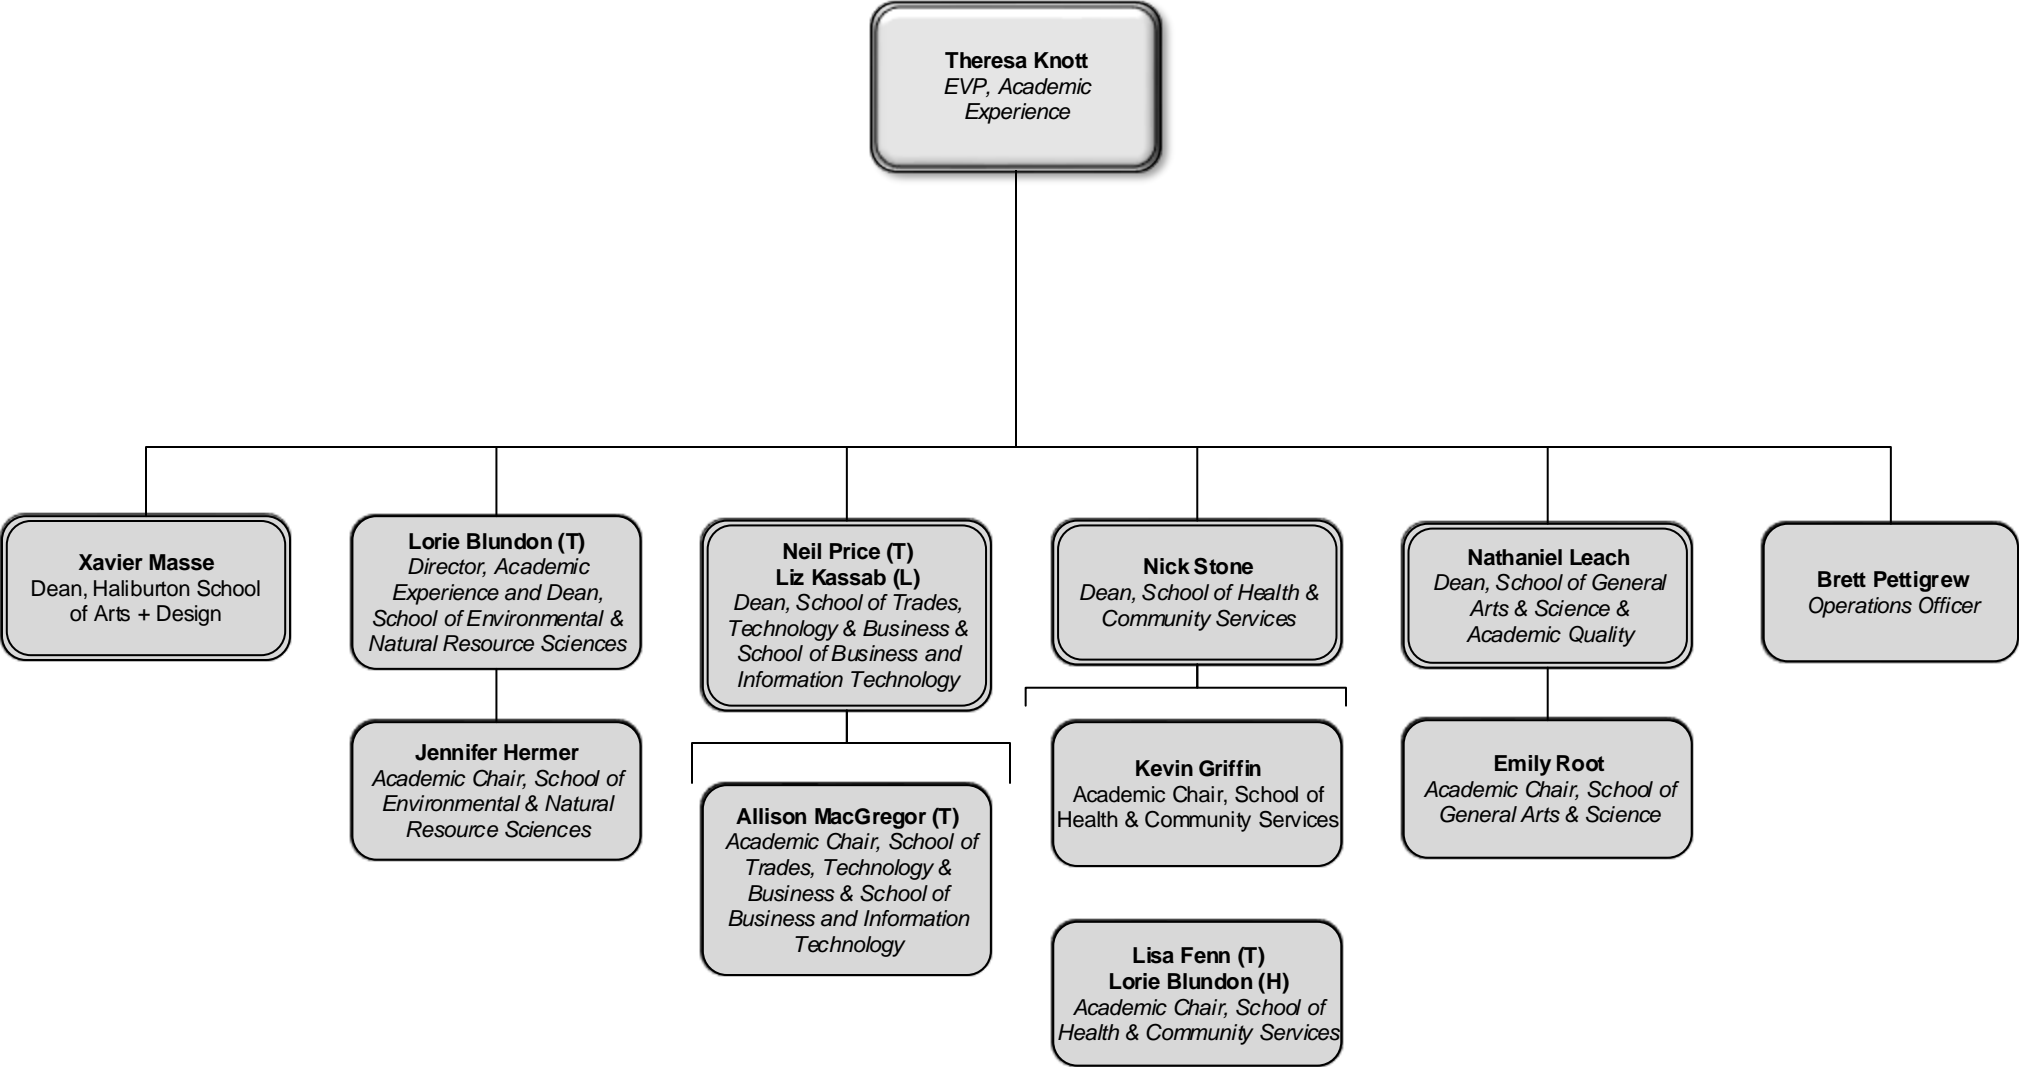 Theresa Knott
EVP, Academic
Experience
Xavier Masse
Dean, Haliburton School
of Arts + Design
Lorie Blundon (T)
Director, Academic
Experience and Dean,
School of Environmental &
Natural Resource Sciences
Neil Price (T)
Liz Kassab (L)
Dean, School of Trades,
Technology & Business &
School of Business and
Information Technology
Nick Stone
Dean, School of Health &
Community Services
Nathaniel Leach
Dean, School of General
Arts & Science &
Academic Quality
Brett Pettigrew
Operations Officer
Jennifer Hermer
Academic Chair, School of
Environmental & Natural
Resource Sciences
Allison MacGregor (T)
Academic Chair, School of
Trades, Technology &
Business & School of
Business and Information
Technology
Kevin Griffin
Academic Chair, School of
Health & Community Services
Emily Root
Academic Chair, School of
General Arts & Science
Lisa Fenn (T)
Lorie Blundon (H)
Academic Chair, School of
Health & Community Services